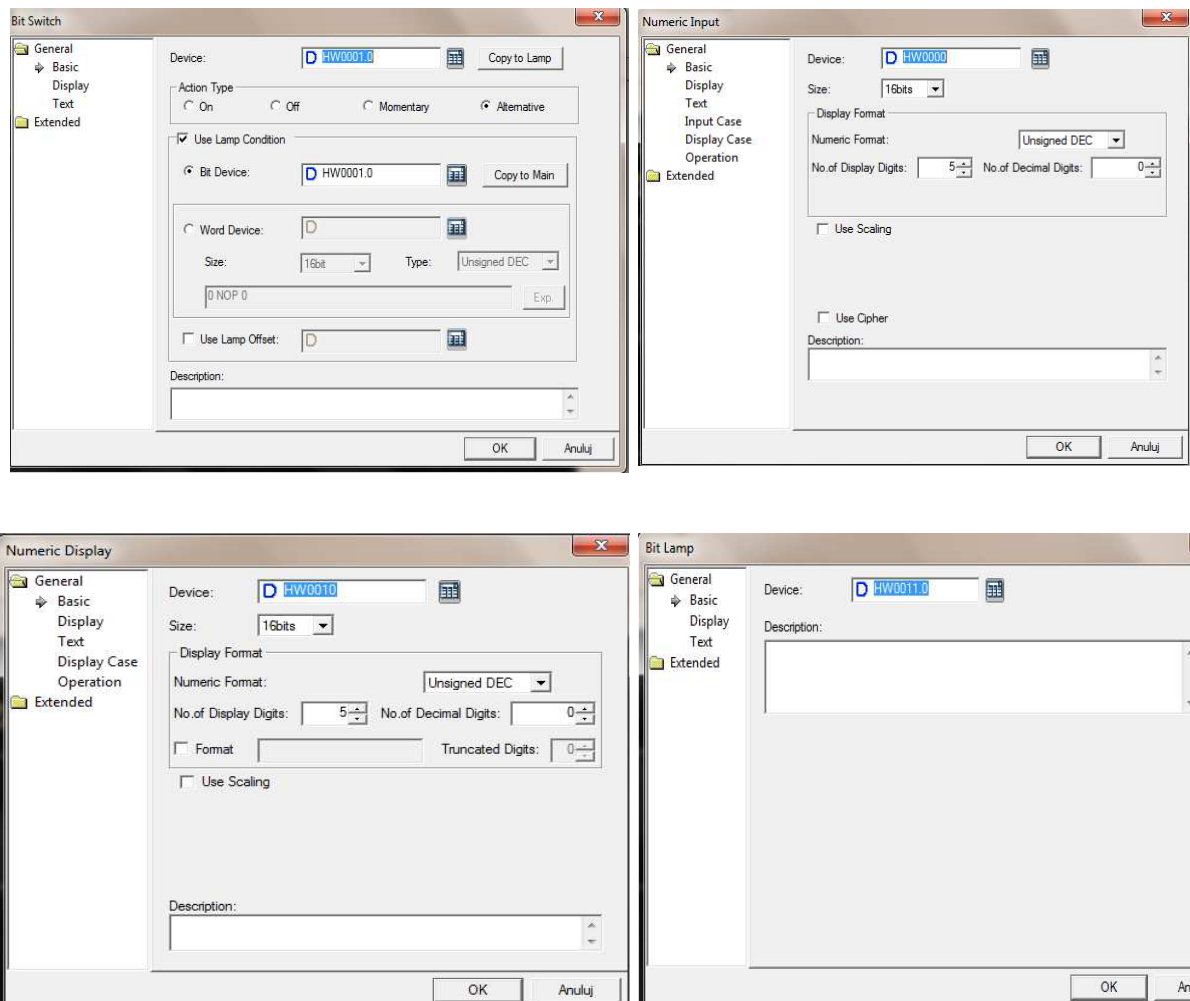 Bit Switch
General
Basic
Display
Text
Extended
Device: D HW0001.0 Copy to Lamp
Action Type
On Off Momentary Alternative
Use Lamp Condition
Bit Device: D HW0001.0 Copy to Main
Word Device: D
Size: 16bit Type: Unsigned DEC
0 NOP 0 Exp.
Use Lamp Offset: D
Description:
OK Anuluj
Numeric Input
General
Basic
Display
Text
Input Case
Display Case
Operation
Extended
Device: D HW0000
Size: 16bits
Display Format
Numeric Format: Unsigned DEC
No.of Display Digits: 5 No.of Decimal Digits: 0
Use Scaling
Use Cipher
Description:
OK Anuluj
Numeric Display
General
Basic
Display
Text
Display Case
Operation
Extended
Device: D HW0010
Size: 16bits
Display Format
Numeric Format: Unsigned DEC
No.of Display Digits: 5 No.of Decimal Digits: 0
Format Truncated Digits: 0
Use Scaling
Description:
OK Anuluj
Bit Lamp
General
Basic
Display
Text
Extended
Device: D HW0011.0
Description:
OK An